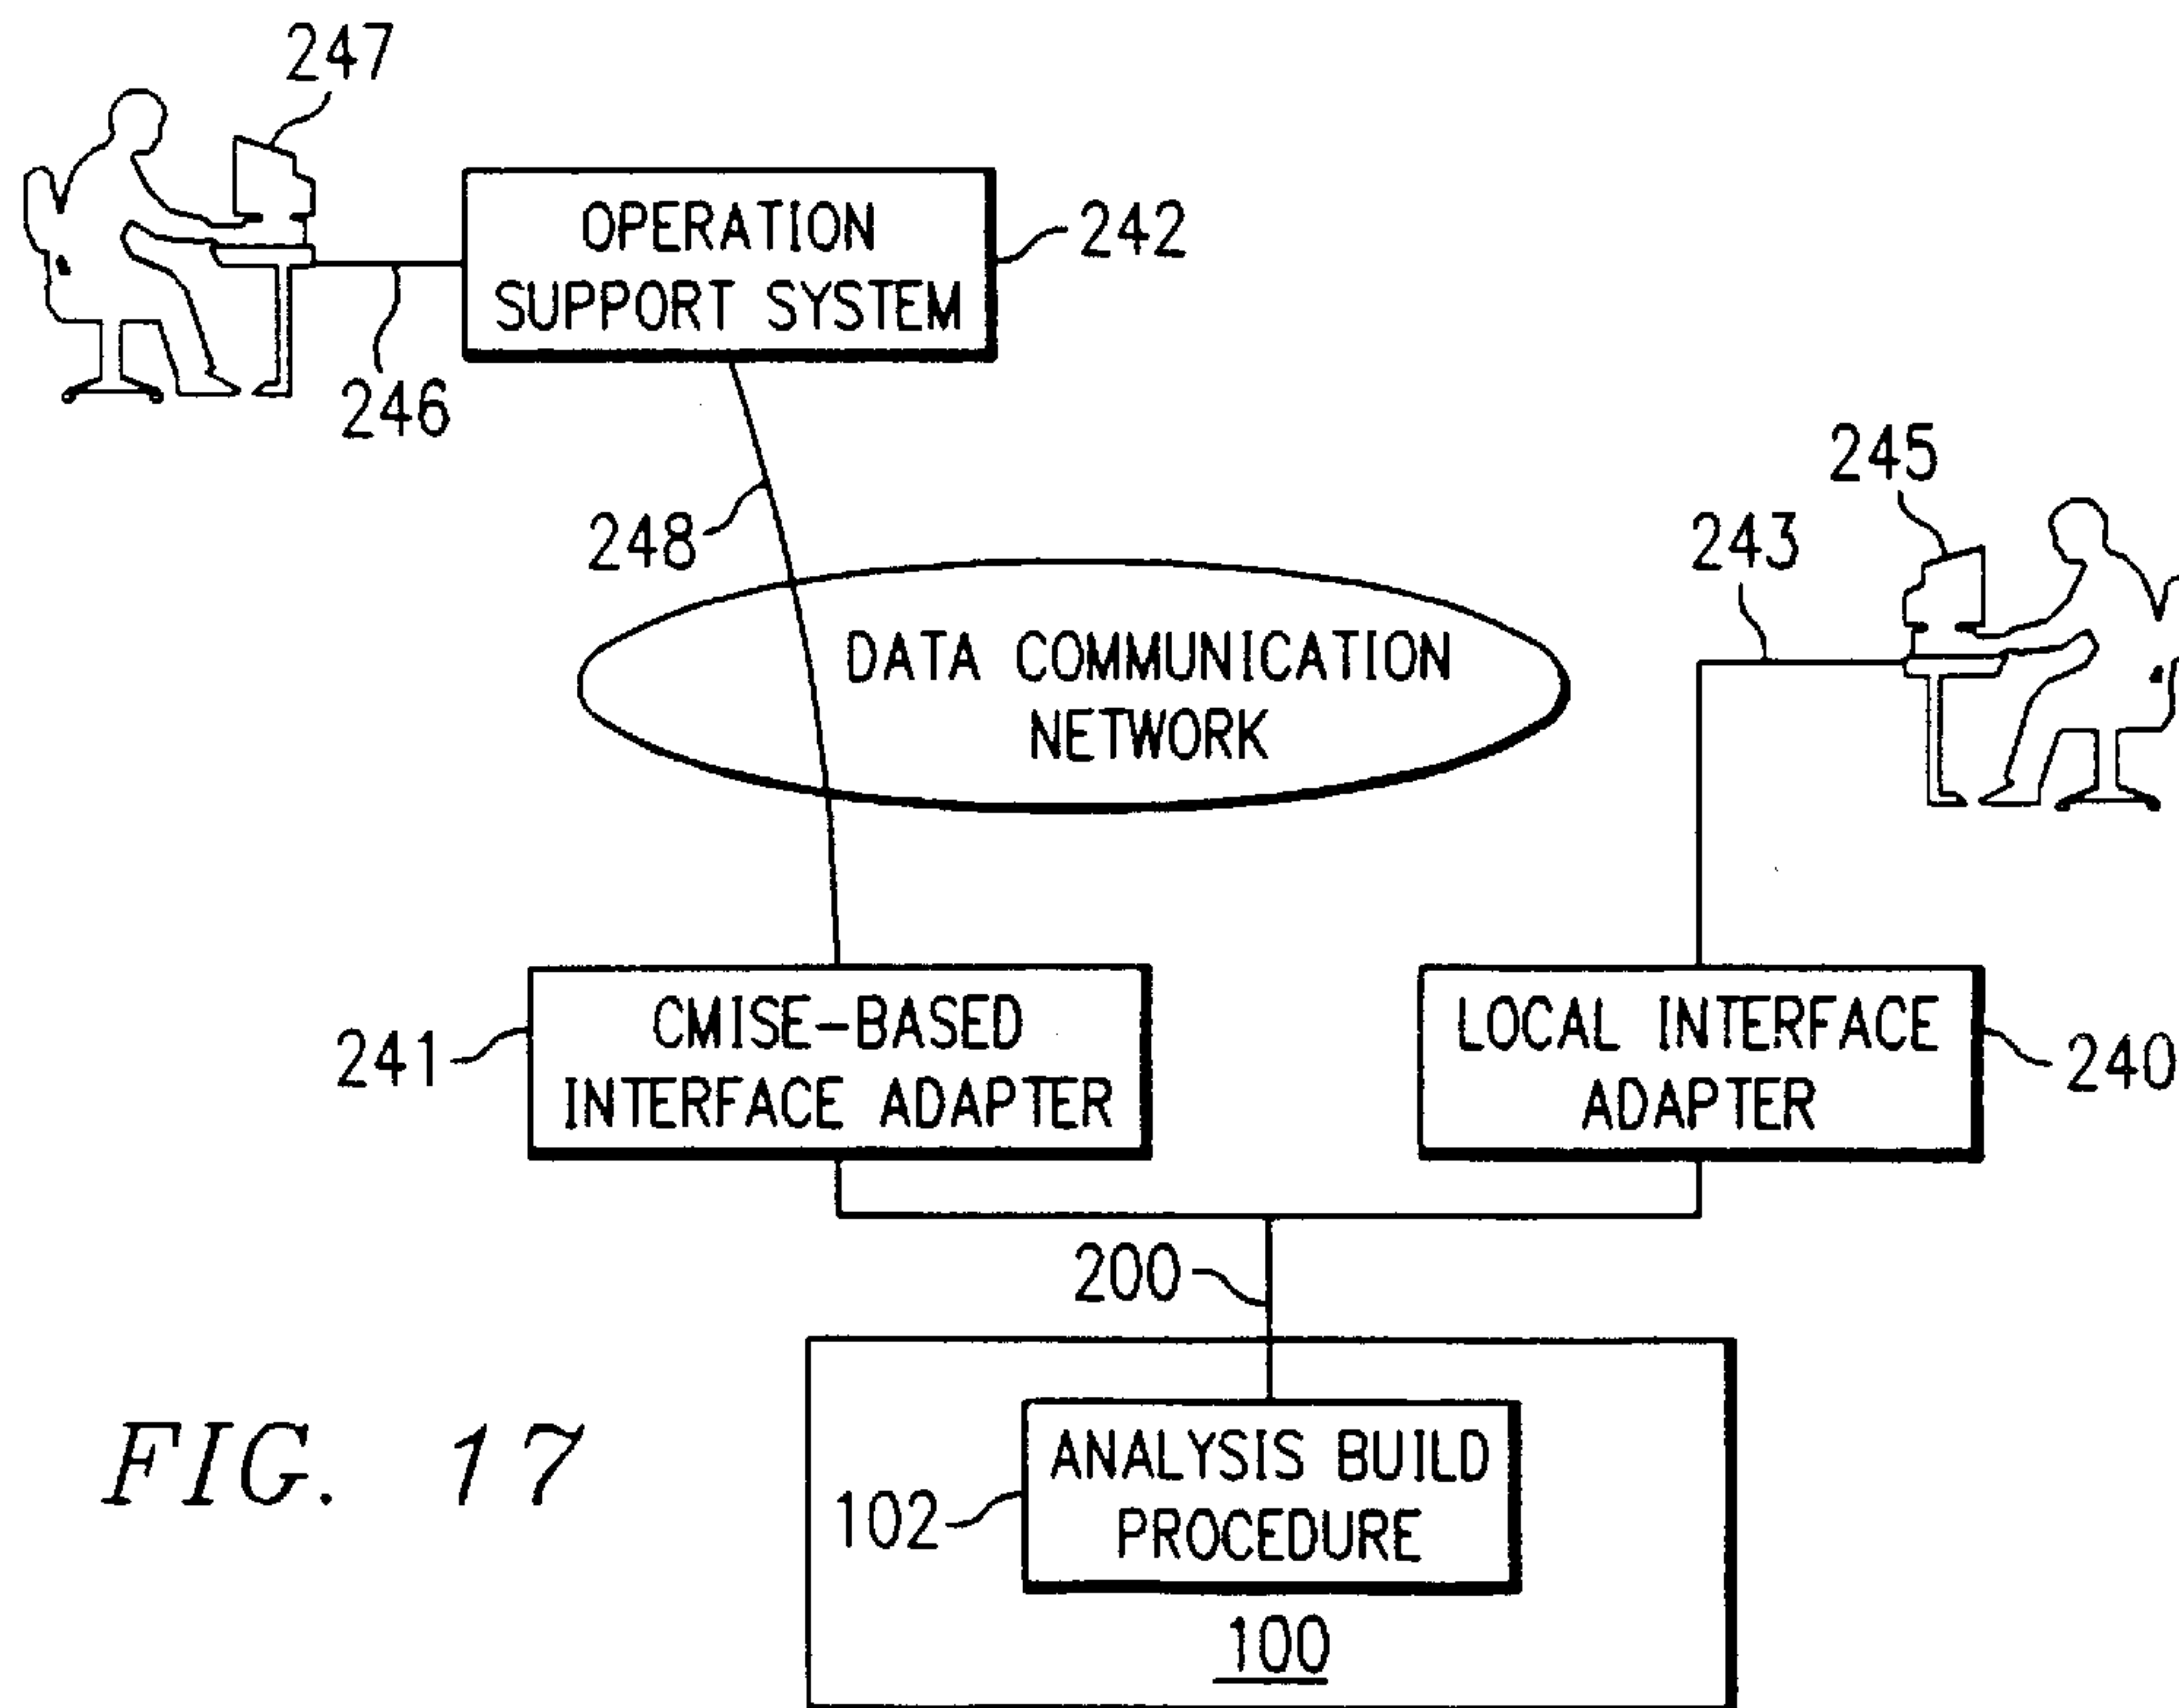 247
OPERATION
SUPPORT SYSTEM
242
246
245
248
243
DATA COMMUNICATION
NETWORK
241
CMISE-BASED
INTERFACE ADAPTER
LOCAL INTERFACE
ADAPTER
240
200
FIG. 17
102
ANALYSIS BUILD
PROCEDURE
100